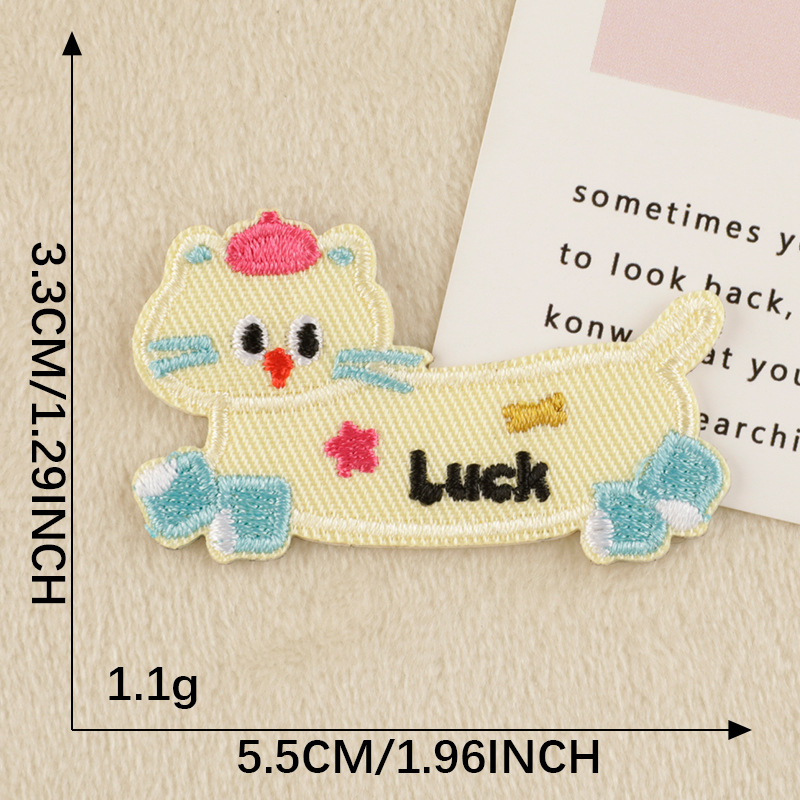 sometimes y
to look back,
konw at you
earchi
Luck
3.3CM/1.29INCH
1.1g
5.5CM/1.96INCH